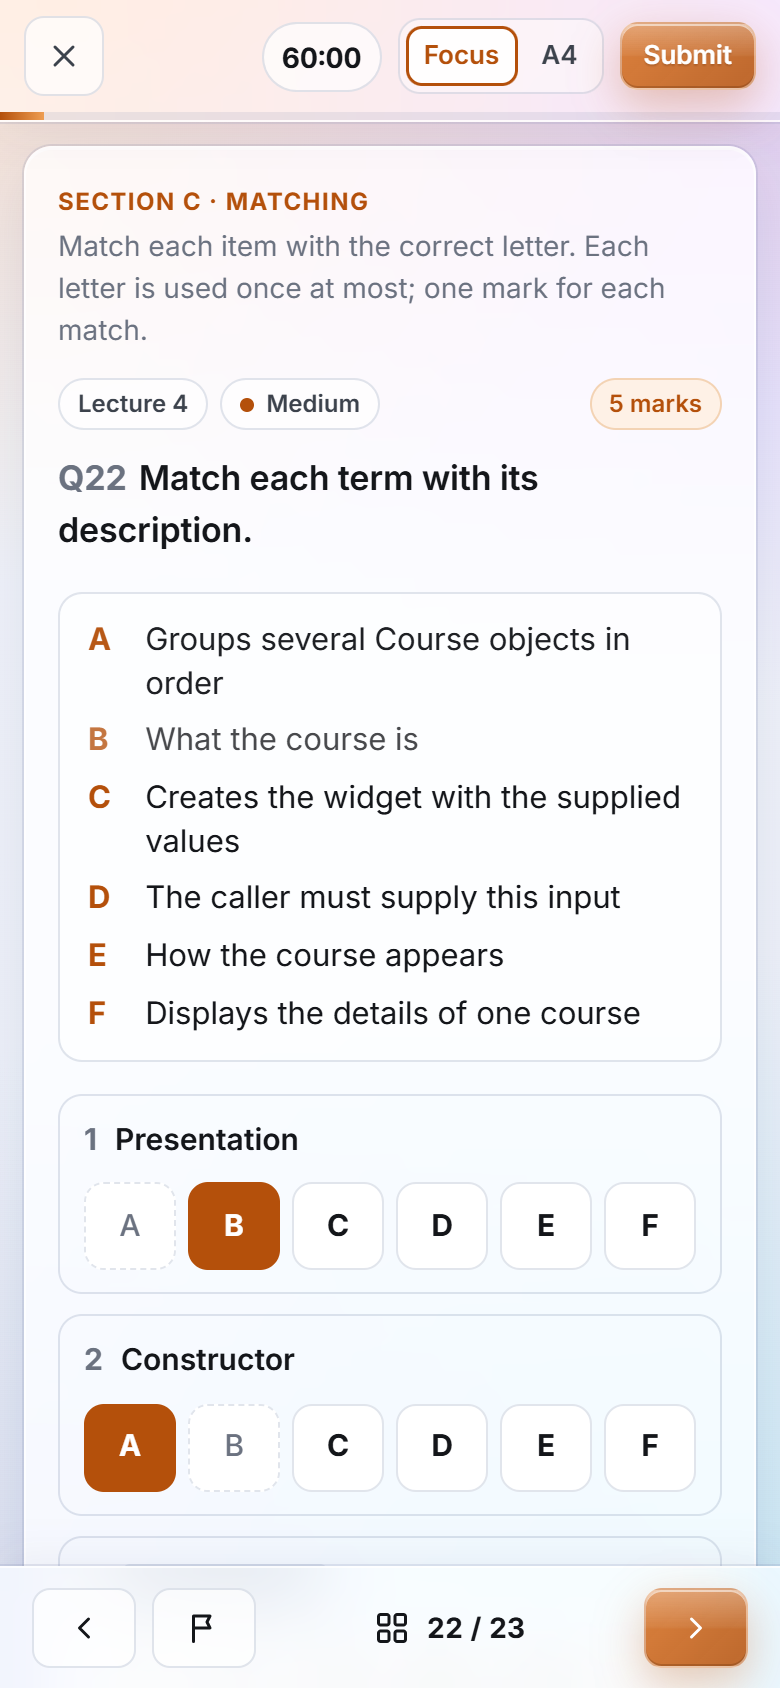 60:00
Focus
A4
Submit
SECTION C · MATCHING
Match each item with the correct letter. Each
letter is used once at most; one mark for each
match.
Lecture 4
Medium
5 marks
Q22 Match each term with its
description.
A Groups several Course objects in
order
B What the course is
C Creates the widget with the supplied
values
D The caller must supply this input
E How the course appears
F Displays the details of one course
1 Presentation
A B C D E F
2 Constructor
A B C D E F
22 / 23